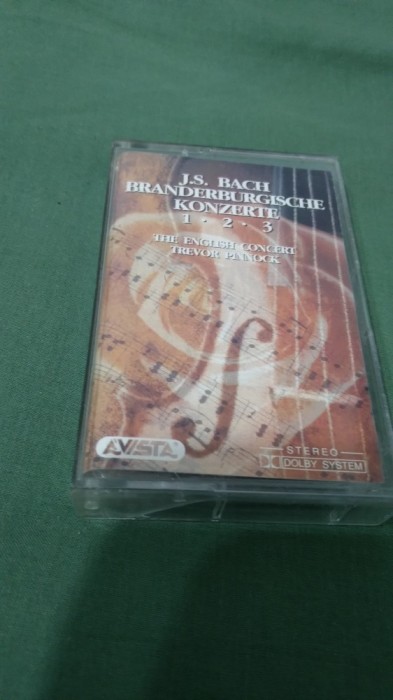 J.S. BACH
BRANDERBURGISCHE
KONZERTE
1 · 2 · 3
THE ENGLISH CONCERT
TREVOR PINNOCK
AVISTA
STEREO
DOLBY SYSTEM